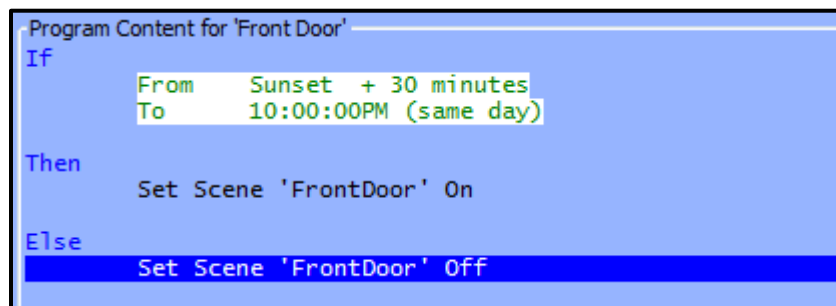 Program Content for 'Front Door'
If
From Sunset + 30 minutes
To 10:00:00PM (same day)
Then
Set Scene 'FrontDoor' On
Else
Set Scene 'FrontDoor' Off